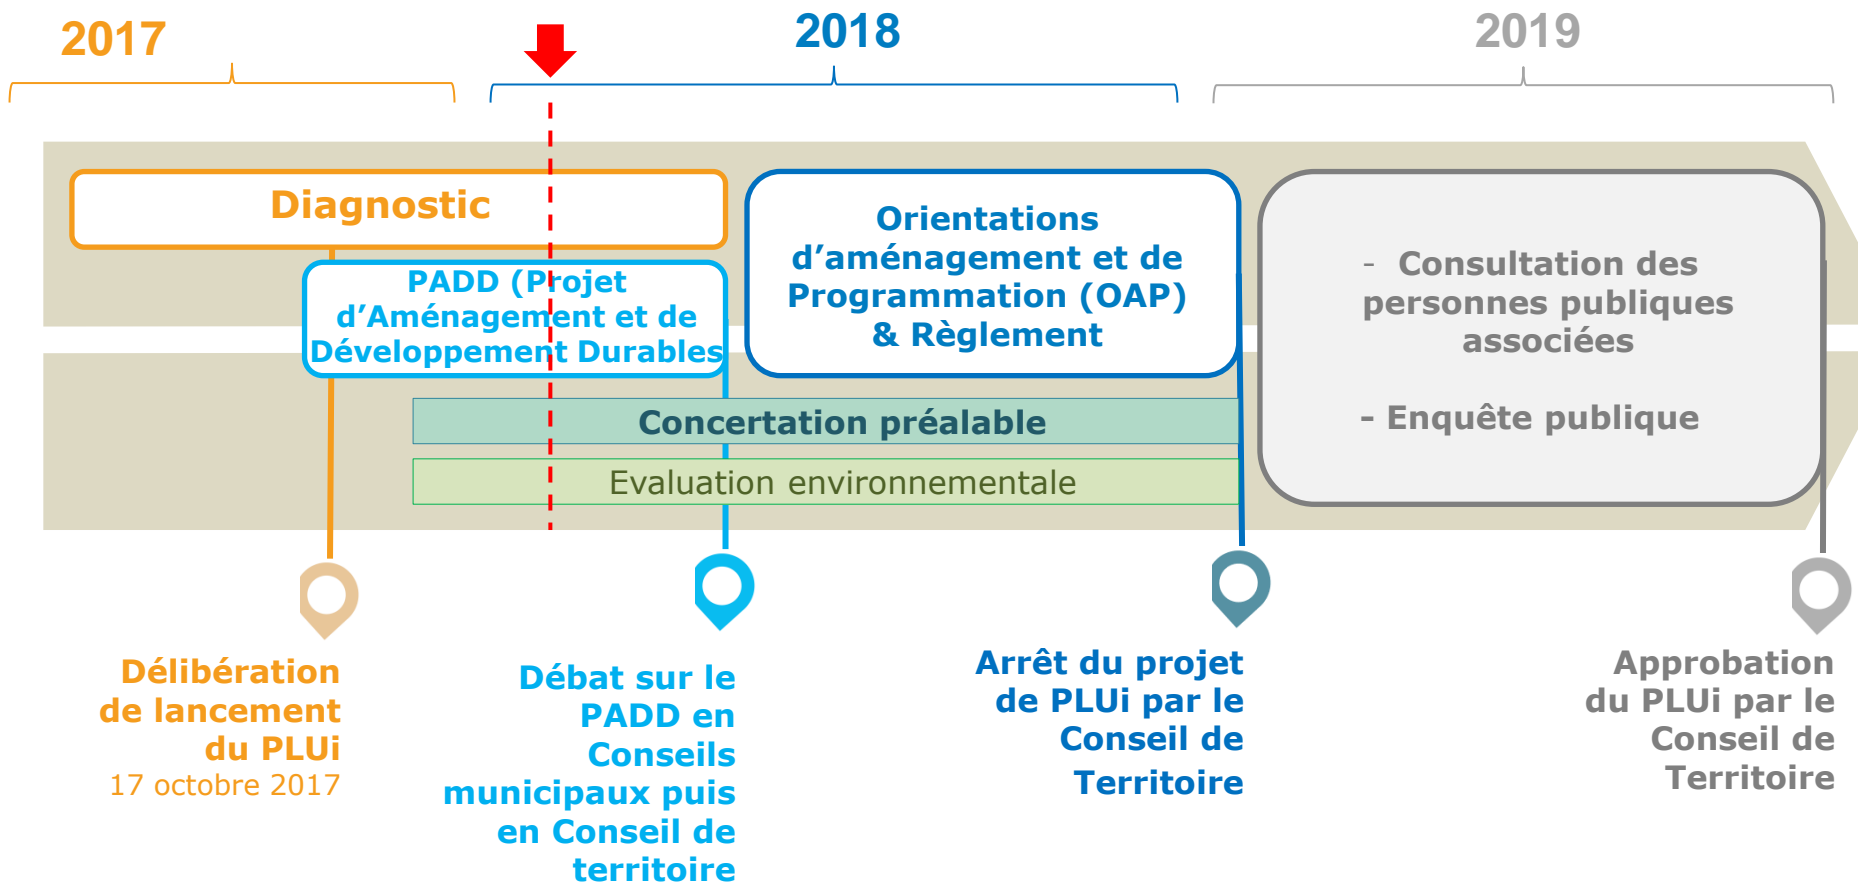 2017
2018
2019
Diagnostic
PADD (Projet
d’Aménagement et de
Développement Durables
Orientations
d’aménagement et de
Programmation (OAP)
& Règlement
- Consultation des
personnes publiques
associées
- Enquête publique
Concertation préalable
Evaluation environnementale
Délibération
de lancement
du PLUi
17 octobre 2017
Débat sur le
PADD en
Conseils
municipaux puis
en Conseil de
territoire
Arrêt du projet
de PLUi par le
Conseil de
Territoire
Approbation
du PLUi par le
Conseil de
Territoire